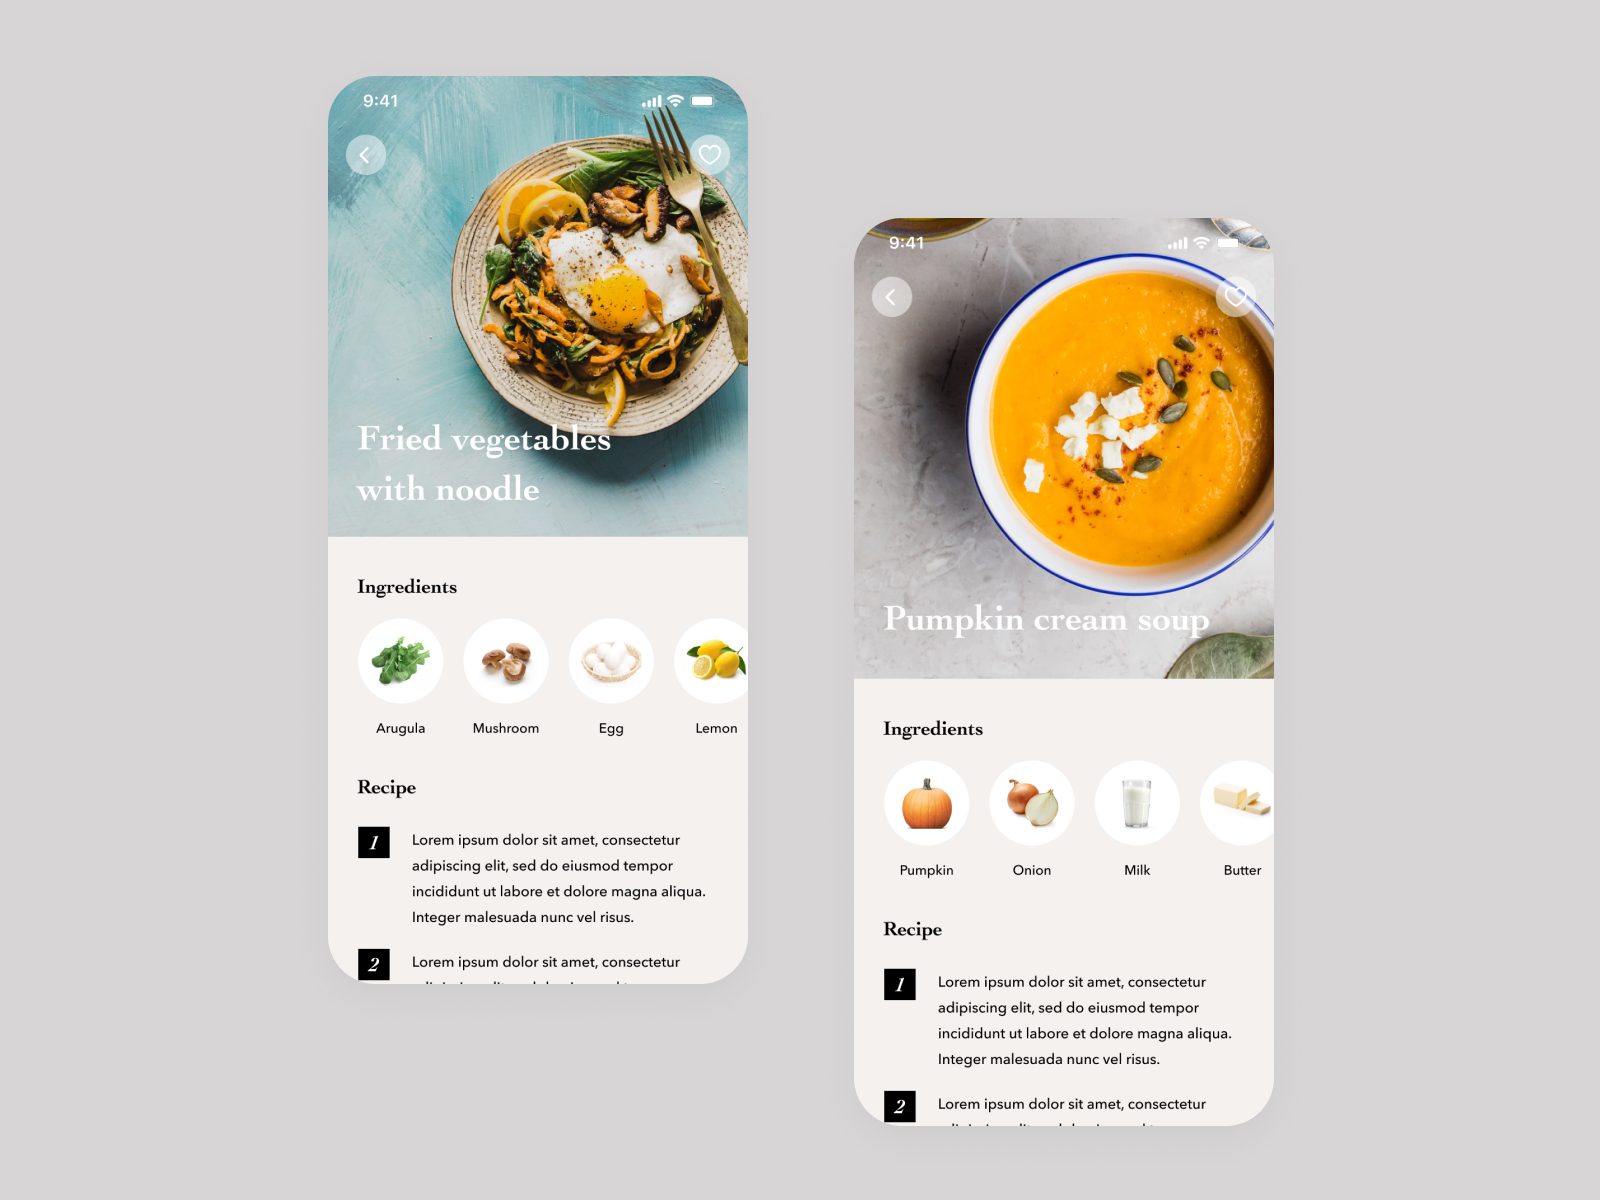 9:41
Fried vegetables
with noodle
Ingredients
Arugula Mushroom Egg Lemon
Recipe
1 Lorem ipsum dolor sit amet, consectetur
adipiscing elit, sed do eiusmod tempor
incididunt ut labore et dolore magna aliqua.
Integer malesuada nunc vel risus.
2 Lorem ipsum dolor sit amet, consectetur
9:41
Pumpkin cream soup
Ingredients
Pumpkin Onion Milk Butter
Recipe
1 Lorem ipsum dolor sit amet, consectetur
adipiscing elit, sed do eiusmod tempor
incididunt ut labore et dolore magna aliqua.
Integer malesuada nunc vel risus.
2 Lorem ipsum dolor sit amet, consectetur